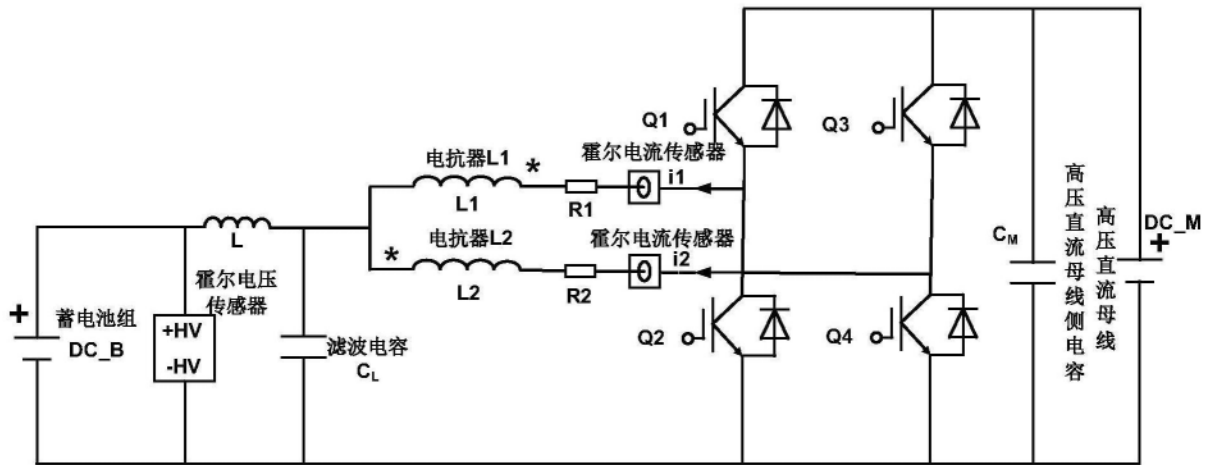 Q1
Q3
电抗器L1
*
霍尔电流传感器
i1
L1
R1
电抗器L2
霍尔电流传感器
*
i2
L2
R2
L
霍尔电压
传感器
+
蓄电池组
DC_B
+HV
-HV
滤波电容
CL
Q2
Q4
CM
高压直流母线侧电容
高压直流母线
DC_M
+